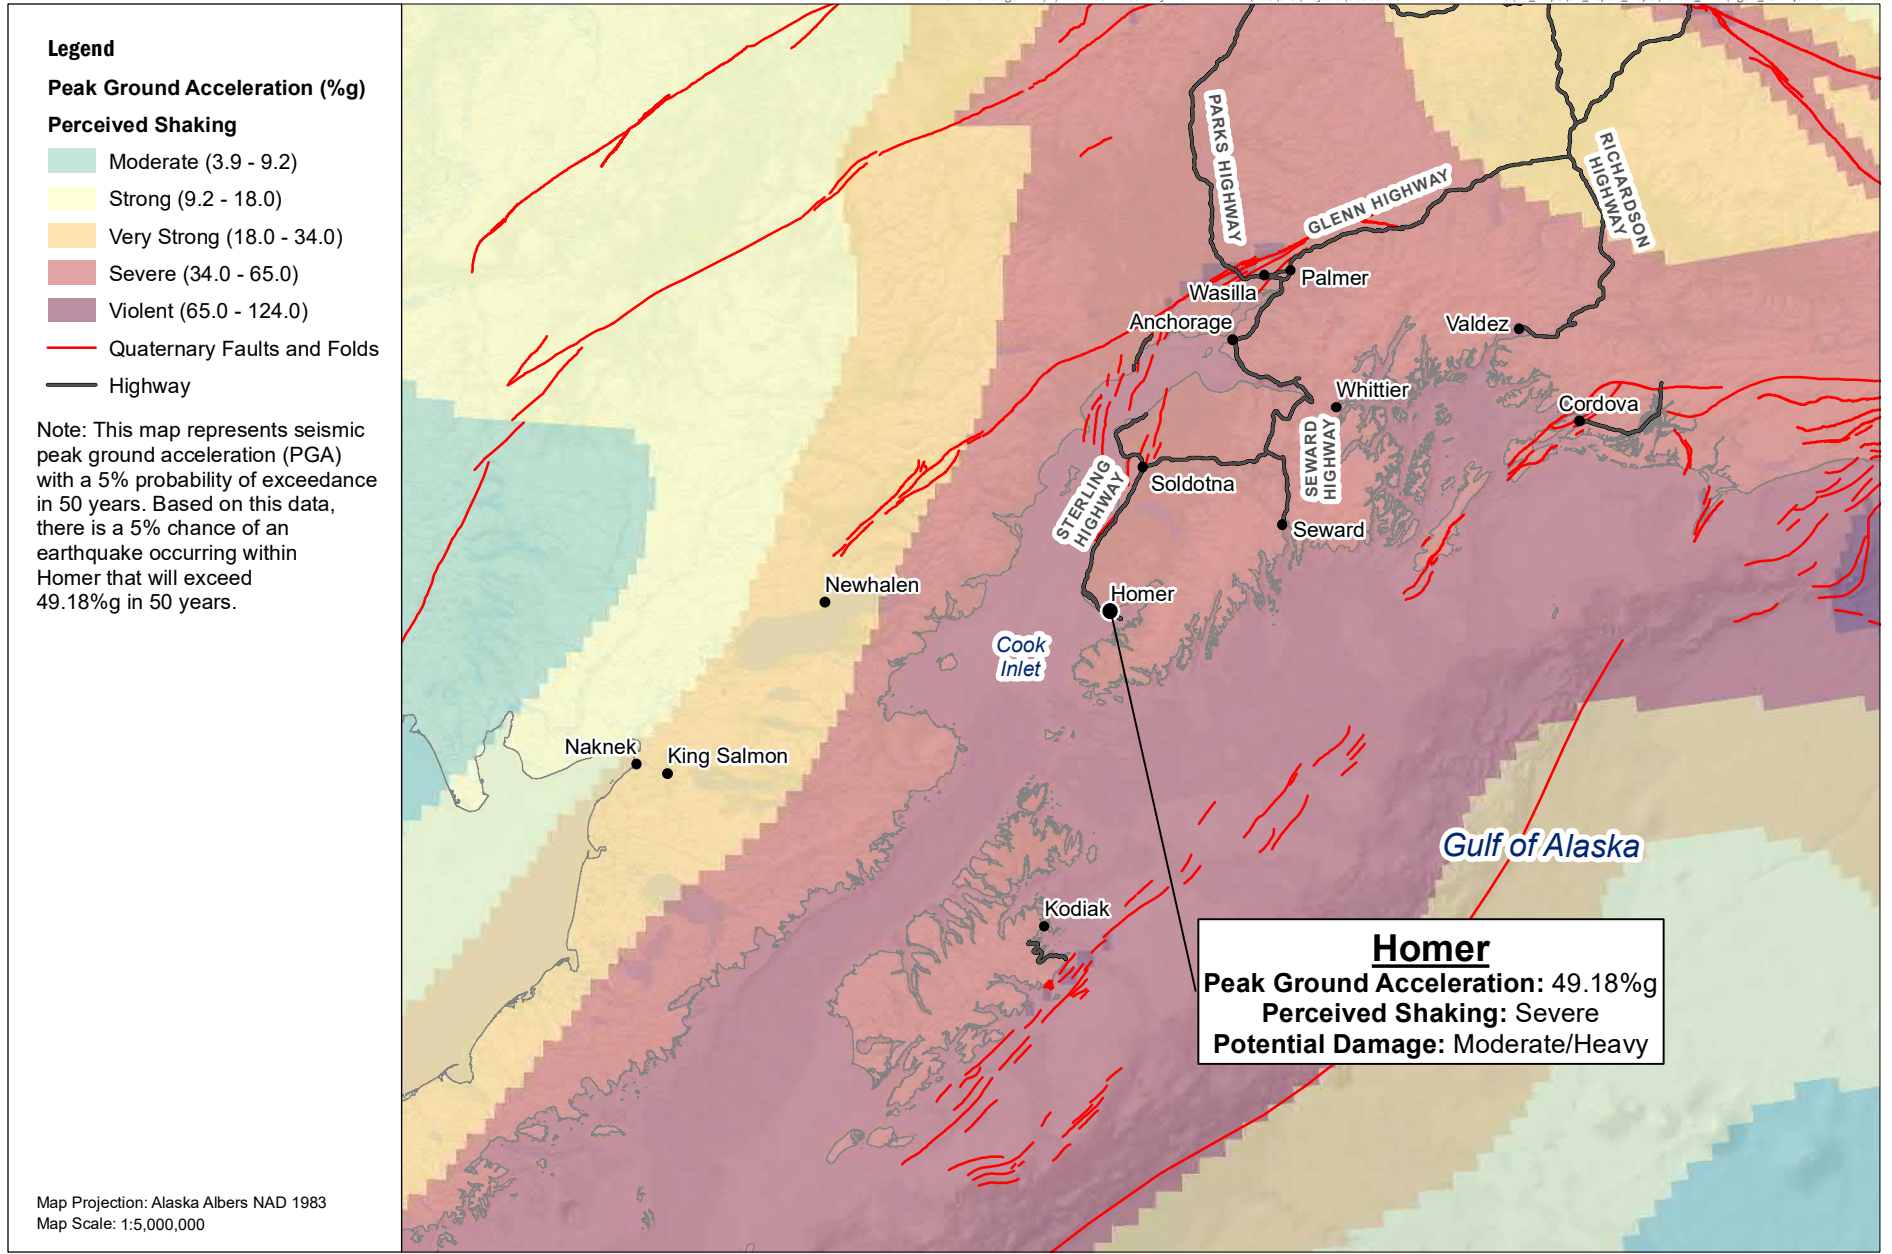 Legend
Peak Ground Acceleration (%g)
Perceived Shaking
Moderate (3.9 - 9.2)
Strong (9.2 - 18.0)
Very Strong (18.0 - 34.0)
Severe (34.0 - 65.0)
Violent (65.0 - 124.0)
Quaternary Faults and Folds
Highway
Note: This map represents seismic
peak ground acceleration (PGA)
with a 5% probability of exceedance
in 50 years. Based on this data,
there is a 5% chance of an
earthquake occurring within
Homer that will exceed
49.18%g in 50 years.
Map Projection: Alaska Albers NAD 1983
Map Scale: 1:5,000,000
PARKS HIGHWAY
GLENN HIGHWAY
RICHARDSON
HIGHWAY
Palmer
Wasilla
Anchorage
Valdez
Whittier
Cordova
SEWARD
HIGHWAY
STERLING
HIGHWAY
Soldotna
Seward
Newhalen
Homer
Cook
Inlet
Naknek
King Salmon
Gulf of Alaska
Kodiak
Homer
Peak Ground Acceleration: 49.18%g
Perceived Shaking: Severe
Potential Damage: Moderate/Heavy